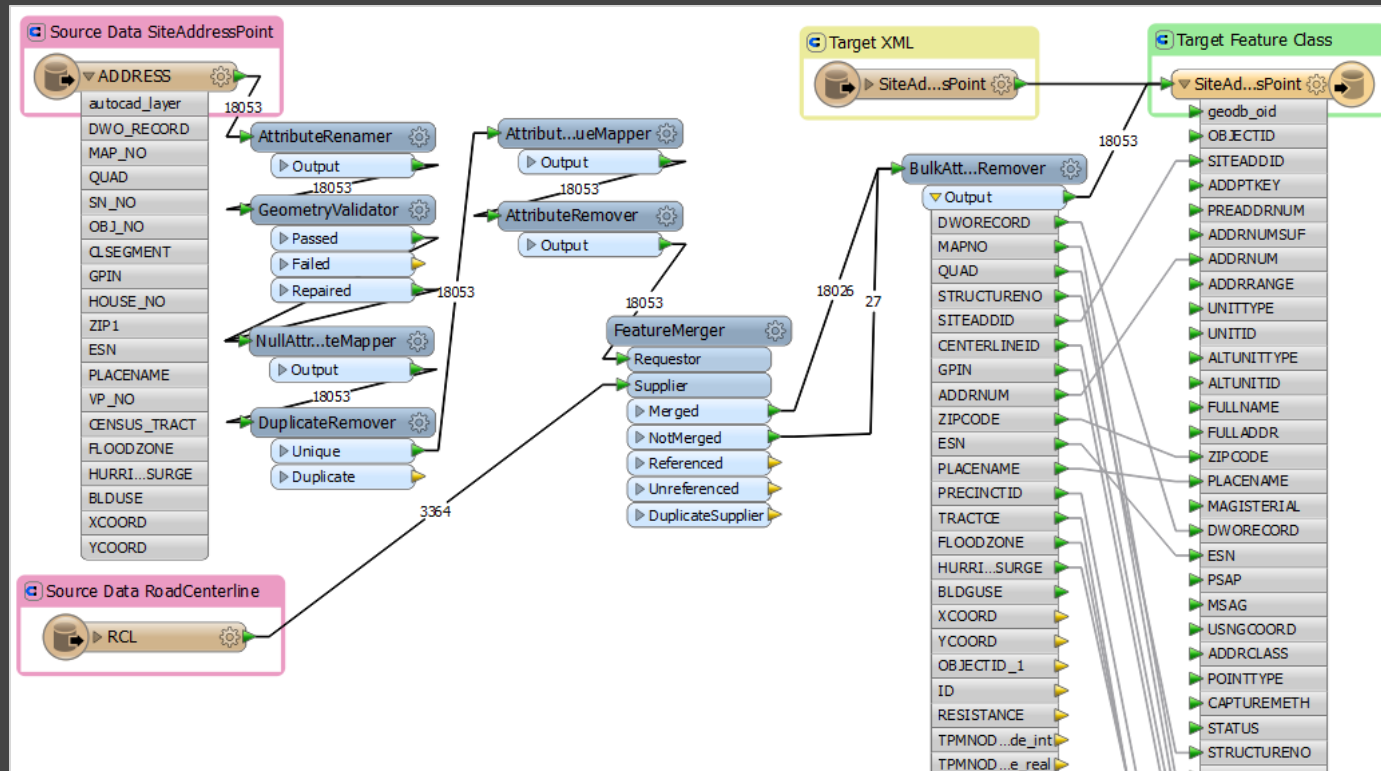 Source Data SiteAddressPoint
ADDRESS
autocad_layer
DWO_RECORD
MAP_NO
QUAD
SN_NO
OBJ_NO
CLSEGMENT
GPIN
HOUSE_NO
ZIP1
ESN
PLACENAME
VP_NO
CENSUS_TRACT
FLOODZONE
HURRI...SURGE
BLDUSE
XCOORD
YCOORD
Source Data RoadCenterline
RCL
18053
AttributeRenamer
Output
18053
GeometryValidator
Passed
Failed
Repaired
18053
NullAttr...teMapper
Output
18053
DuplicateRemover
Unique
Duplicate
3364
Attribut...ueMapper
Output
18053
AttributeRemover
Output
18053
FeatureMerger
Requestor
Supplier
Merged
NotMerged
Referenced
Unreferenced
DuplicateSupplier
18026
27
Target XML
SiteAd...sPoint
BulkAtt...Remover
Output
DWORECORD
MAPNO
QUAD
STRUCTURENO
SITEADDID
CENTERLINEID
GPIN
ADDRNUM
ZIPCODE
ESN
PLACENAME
PRECINCTID
TRACTCE
FLOODZONE
HURRI...SURGE
BLDGUSE
XCOORD
YCOORD
OBJECTID_1
ID
RESISTANCE
TPMNOD...de_int
TPMNOD...e_real
18053
Target Feature Class
SiteAd...sPoint
geodb_oid
OBJECTID
SITEADDID
ADDPTKEY
PREADDRNUM
ADDRNUMSUF
ADDRNUM
ADDRRANGE
UNITTYPE
UNITID
ALTUNITTYPE
ALTUNITID
FULLNAME
FULLADDR
ZIPCODE
PLACENAME
MAGISTERIAL
DWORECORD
ESN
PSAP
MSAG
USNGCOORD
ADDRCLASS
POINTTYPE
CAPTUREMETH
STATUS
STRUCTURENO